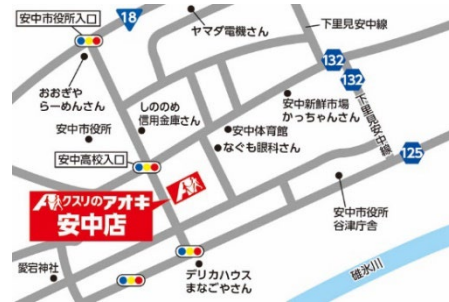 安中市役所入口
18
ヤマダ電機さん
下里見安中線
132
132
下里見安中線
おおぎや
らーめんさん
しののめ
信用金庫さん
安中新鮮市場
かっちゃんさん
安中市役所
安中体育館
なぐも眼科さん
安中高校入口
125
クスリのアオキ
安中店
安中市役所
谷津庁舎
愛宕神社
デリカハウス
まなごやさん
碓氷川